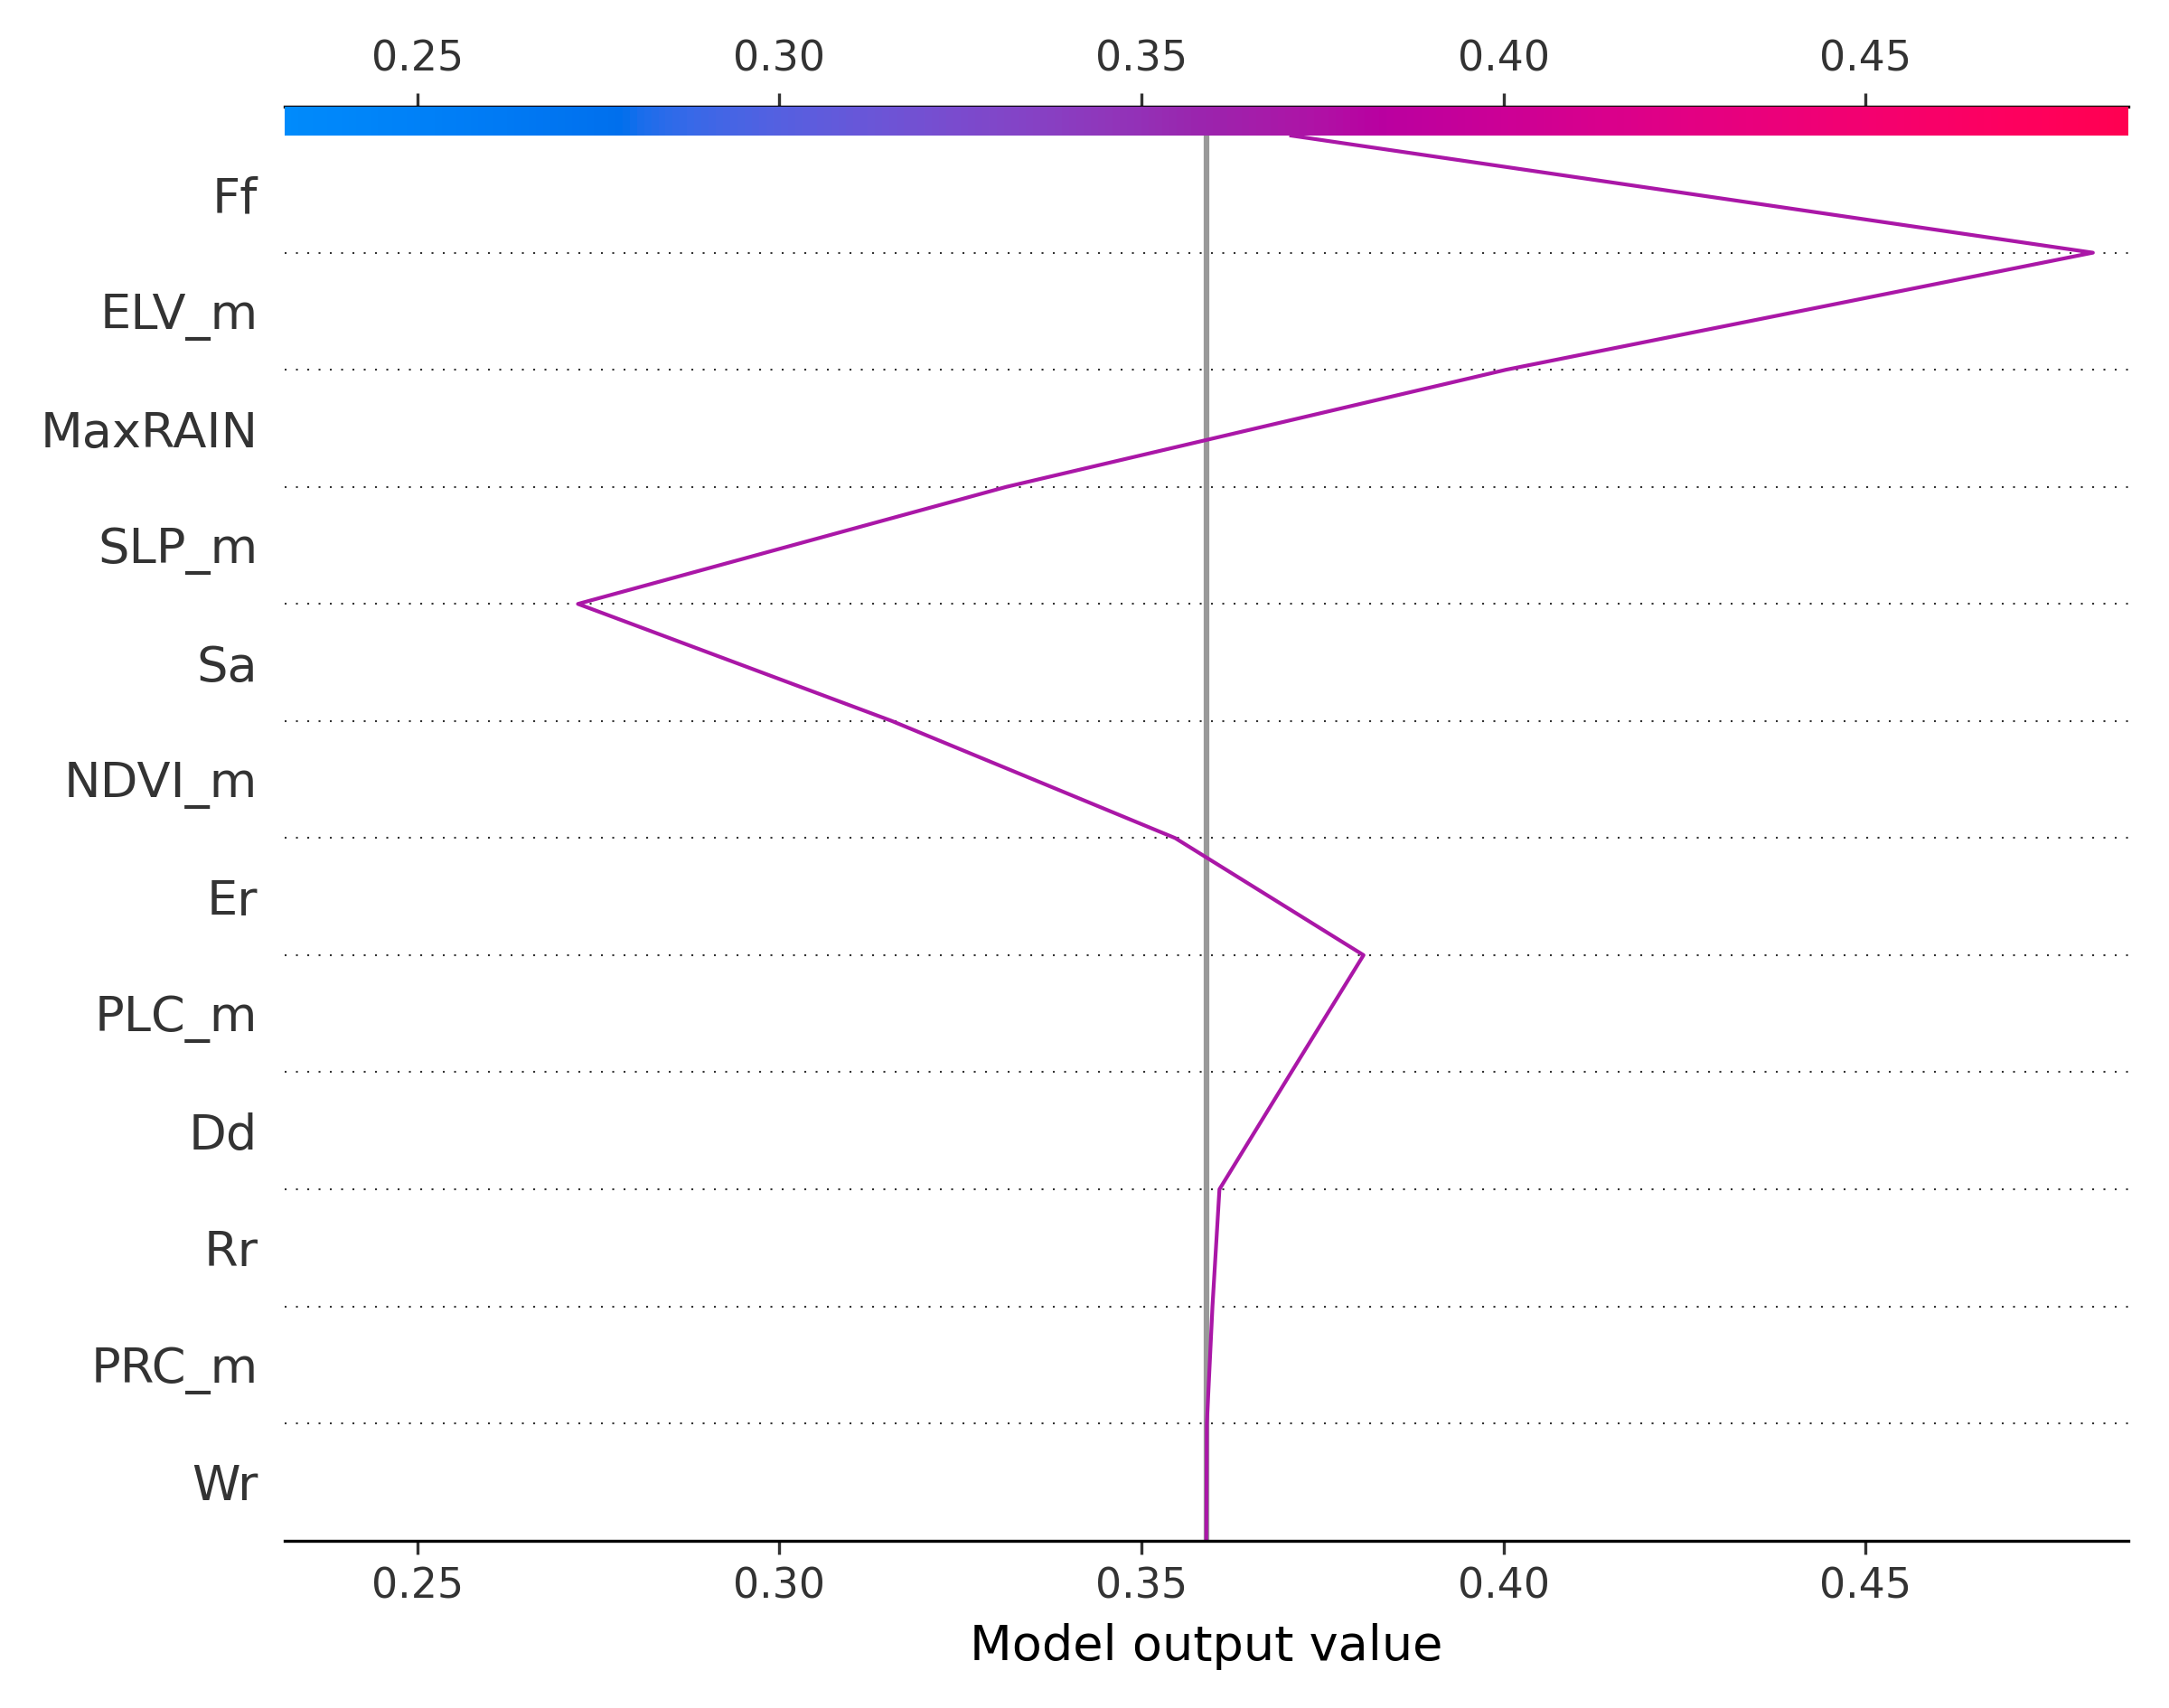 0.25 0.30 0.35 0.40 0.45
Ff
ELV_m
MaxRAIN
SLP_m
Sa
NDVI_m
Er
PLC_m
Dd
Rr
PRC_m
Wr
0.25 0.30 0.35 0.40 0.45
Model output value